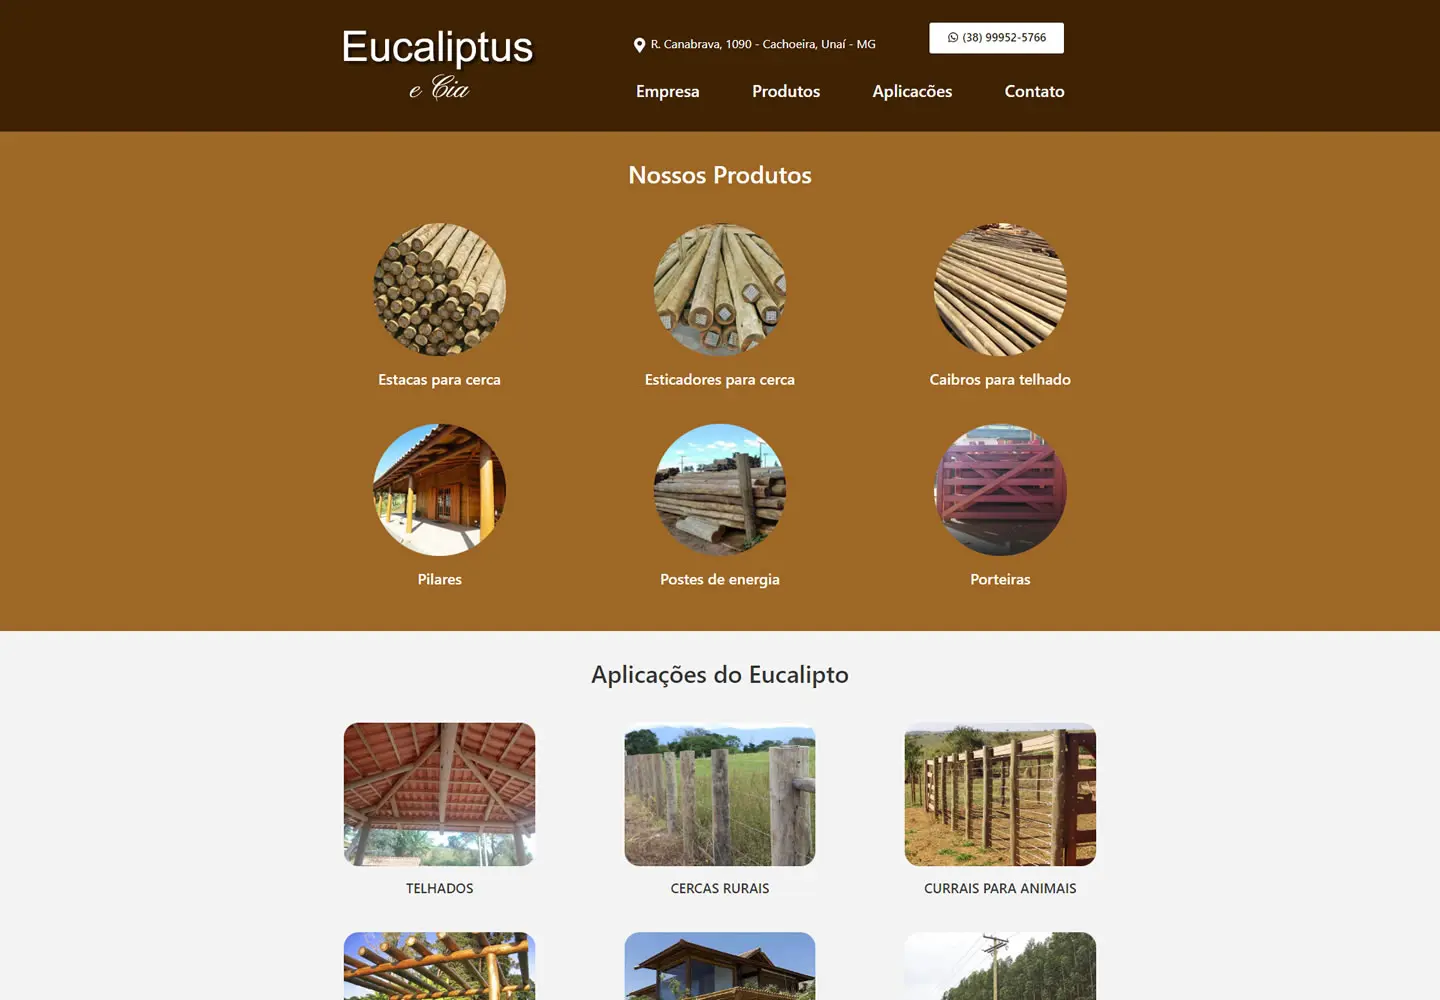 Eucaliptus
e Cia
R. Canabrava, 1090 - Cachoeira, Unaí - MG
(38) 99952-5766
Empresa
Produtos
Aplicacões
Contato
Nossos Produtos
Estacas para cerca
Esticadores para cerca
Caibros para telhado
Pilares
Postes de energia
Porteiras
Aplicações do Eucalipto
TELHADOS
CERCAS RURAIS
CURRAIS PARA ANIMAIS